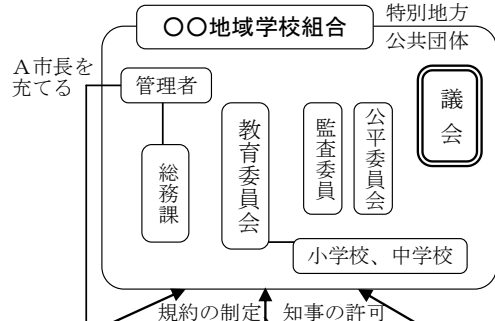 〇〇地域学校組合
特別地方
公共団体
A市長を
充てる
管理者
総務課
教育委員会
監査委員
公平委員会
議会
小学校、中学校
規約の制定
知事の許可